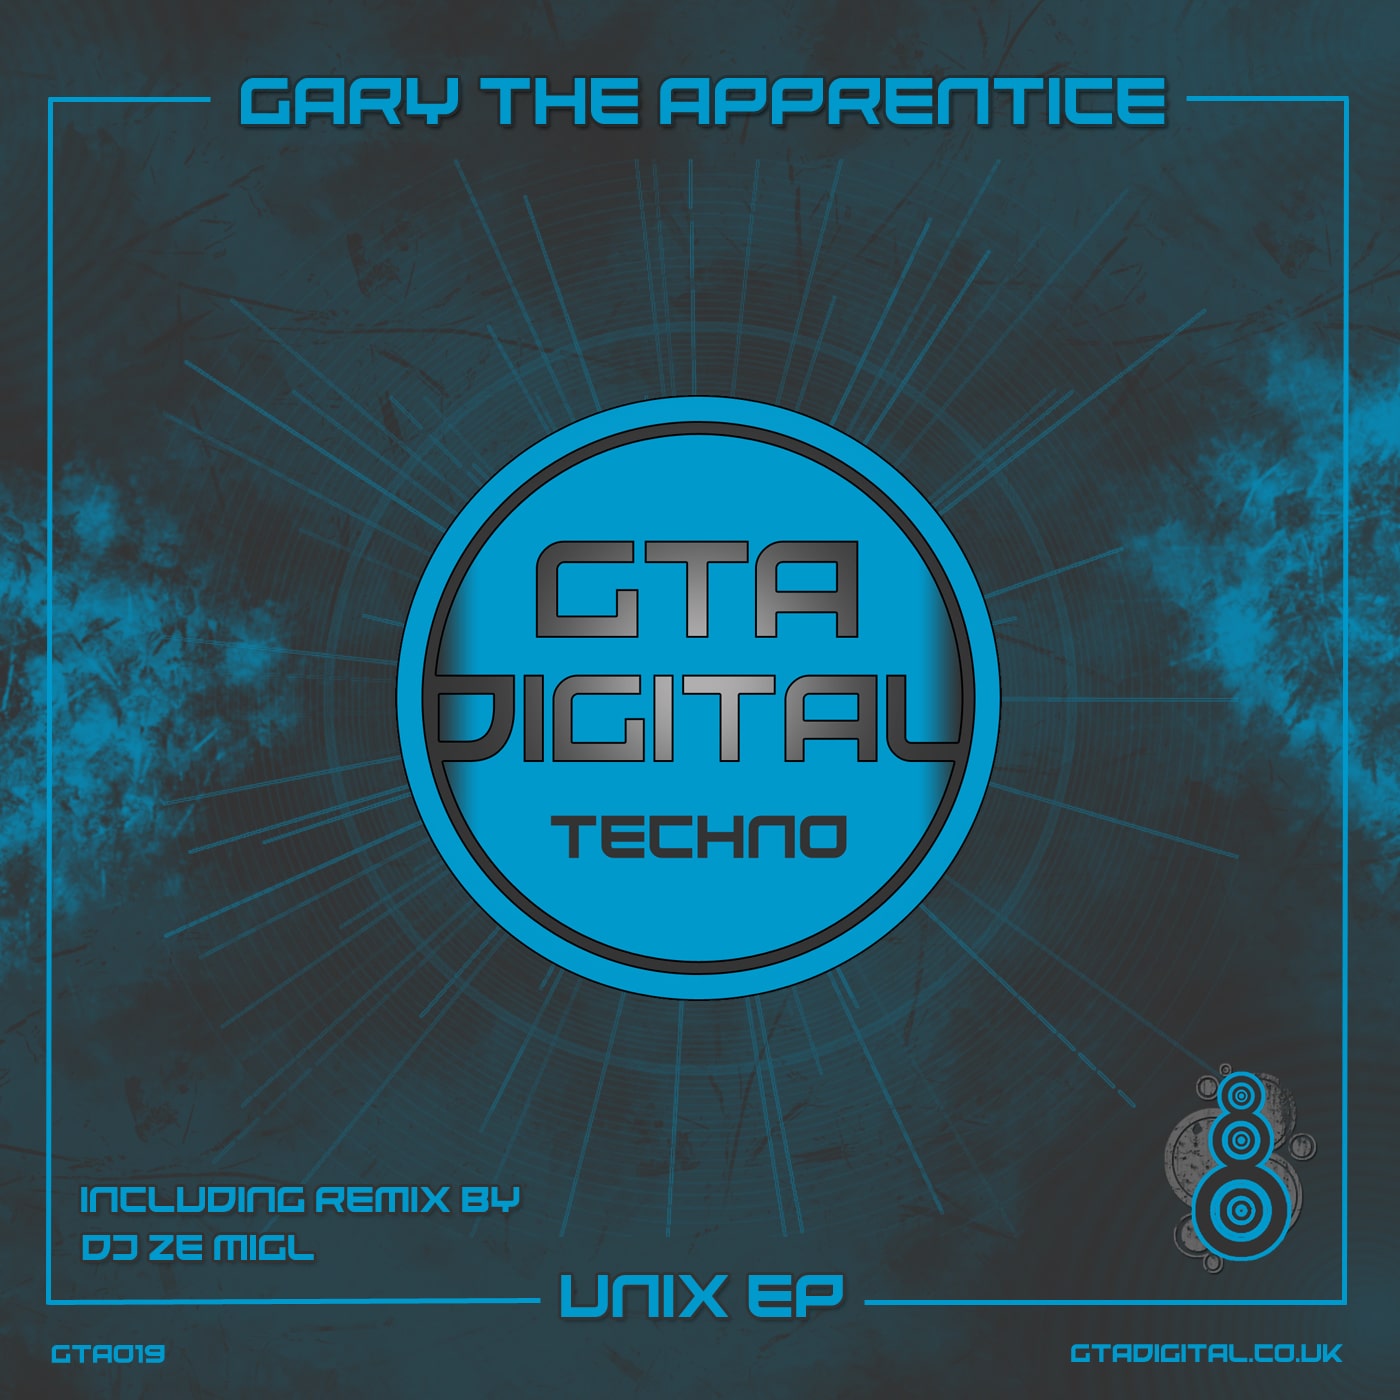 GARY THE APPRENTICE
GTA
DIGITAL
TECHNO
INCLUDING REMIX BY
DJ ZE MIGL
UNIX EP
GTA019
GTADIGITAL.CO.UK